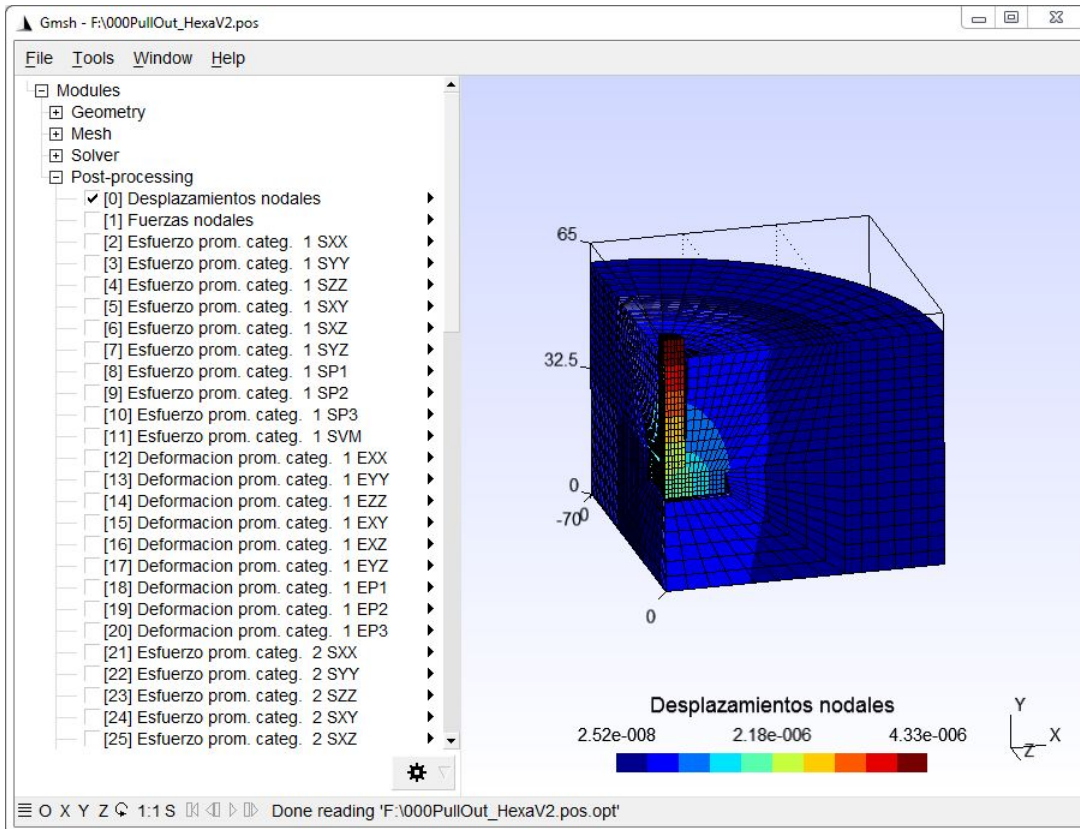 Gmsh - F:\000PullOut_HexaV2.pos
File Tools Window Help
Modules
Geometry
Mesh
Solver
Post-processing
[0] Desplazamientos nodales
[1] Fuerzas nodales
[2] Esfuerzo prom. categ. 1 SXX
[3] Esfuerzo prom. categ. 1 SYY
[4] Esfuerzo prom. categ. 1 SZZ
[5] Esfuerzo prom. categ. 1 SXY
[6] Esfuerzo prom. categ. 1 SXZ
[7] Esfuerzo prom. categ. 1 SYZ
[8] Esfuerzo prom. categ. 1 SP1
[9] Esfuerzo prom. categ. 1 SP2
[10] Esfuerzo prom. categ. 1 SP3
[11] Esfuerzo prom. categ. 1 SVM
[12] Deformacion prom. categ. 1 EXX
[13] Deformacion prom. categ. 1 EYY
[14] Deformacion prom. categ. 1 EZZ
[15] Deformacion prom. categ. 1 EXY
[16] Deformacion prom. categ. 1 EXZ
[17] Deformacion prom. categ. 1 EYZ
[18] Deformacion prom. categ. 1 EP1
[19] Deformacion prom. categ. 1 EP2
[20] Deformacion prom. categ. 1 EP3
[21] Esfuerzo prom. categ. 2 SXX
[22] Esfuerzo prom. categ. 2 SYY
[23] Esfuerzo prom. categ. 2 SZZ
[24] Esfuerzo prom. categ. 2 SXY
[25] Esfuerzo prom. categ. 2 SXZ
65
32.5
0
-70
0
0
Desplazamientos nodales
2.52e-008 2.18e-006 4.33e-006
Y
X
Z
O X Y Z 1:1 S Done reading 'F:\000PullOut_HexaV2.pos.opt'